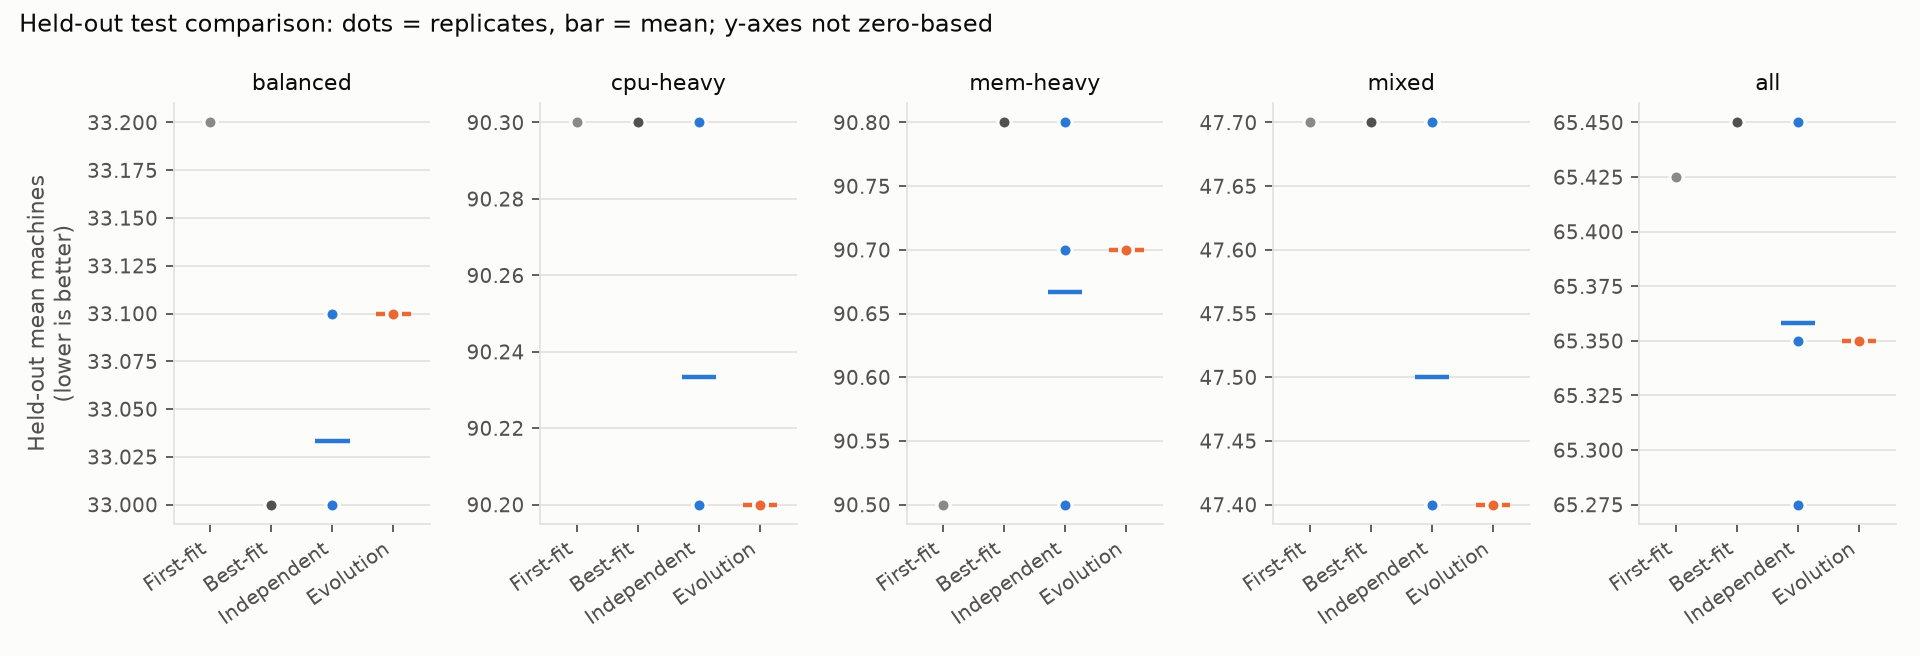 Held-out test comparison: dots = replicates, bar = mean; y-axes not zero-based
Held-out mean machines
(lower is better)
balanced
33.200
33.175
33.150
33.125
33.100
33.075
33.050
33.025
33.000
First-fit
Best-fit
Independent
Evolution
cpu-heavy
90.30
90.28
90.26
90.24
90.22
90.20
First-fit
Best-fit
Independent
Evolution
mem-heavy
90.80
90.75
90.70
90.65
90.60
90.55
90.50
First-fit
Best-fit
Independent
Evolution
mixed
47.70
47.65
47.60
47.55
47.50
47.45
47.40
First-fit
Best-fit
Independent
Evolution
all
65.450
65.425
65.400
65.375
65.350
65.325
65.300
65.275
First-fit
Best-fit
Independent
Evolution